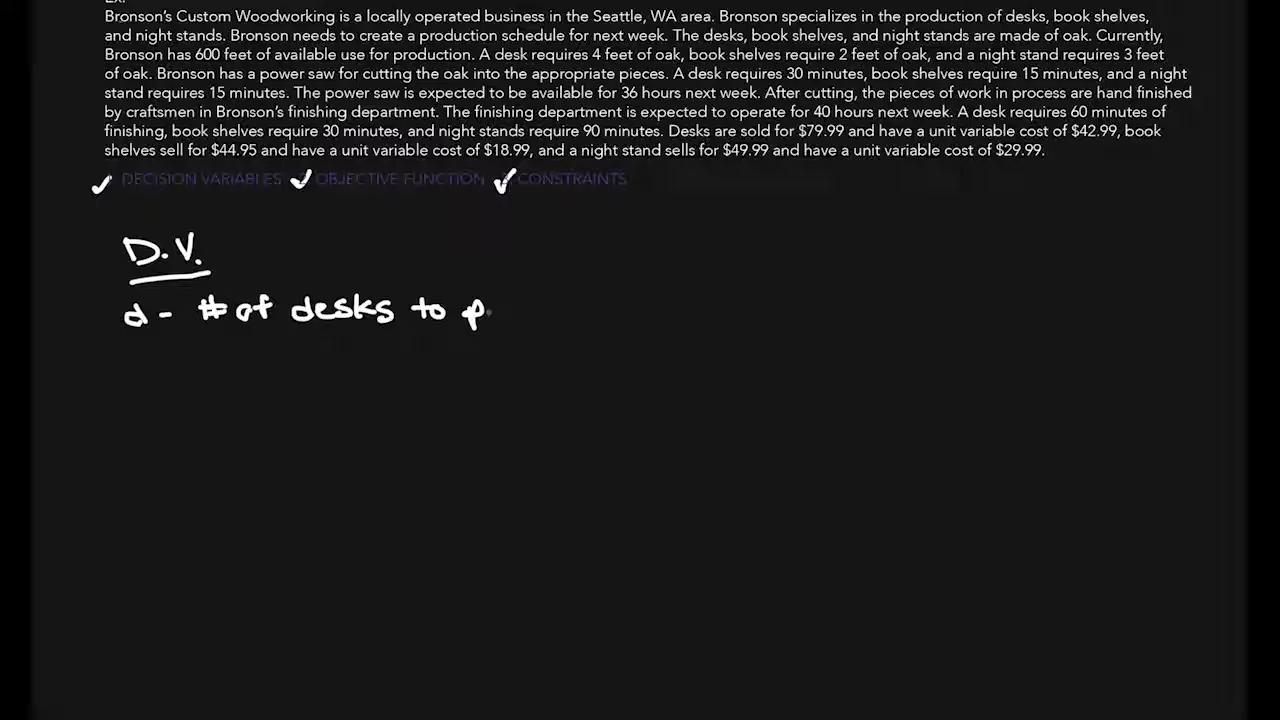 Bronson's Custom Woodworking is a locally operated business in the Seattle, WA area. Bronson specializes in the production of desks, book shelves,
and night stands. Bronson needs to create a production schedule for next week. The desks, book shelves, and night stands are made of oak. Currently,
Bronson has 600 feet of available use for production. A desk requires 4 feet of oak, book shelves require 2 feet of oak, and a night stand requires 3 feet
of oak. Bronson has a power saw for cutting the oak into the appropriate pieces. A desk requires 30 minutes, book shelves require 15 minutes, and a night
stand requires 15 minutes. The power saw is expected to be available for 36 hours next week. After cutting, the pieces of work in process are hand finished
by craftsmen in Bronson's finishing department. The finishing department is expected to operate for 40 hours next week. A desk requires 60 minutes of
finishing, book shelves require 30 minutes, and night stands require 90 minutes. Desks are sold for $79.99 and have a unit variable cost of $42.99, book
shelves sell for $44.95 and have a unit variable cost of $18.99, and a night stand sells for $49.99 and have a unit variable cost of $29.99.
DECISION VARIABLES OBJECTIVE FUNCTION CONSTRAINTS
D.V.
d - # of desks to p